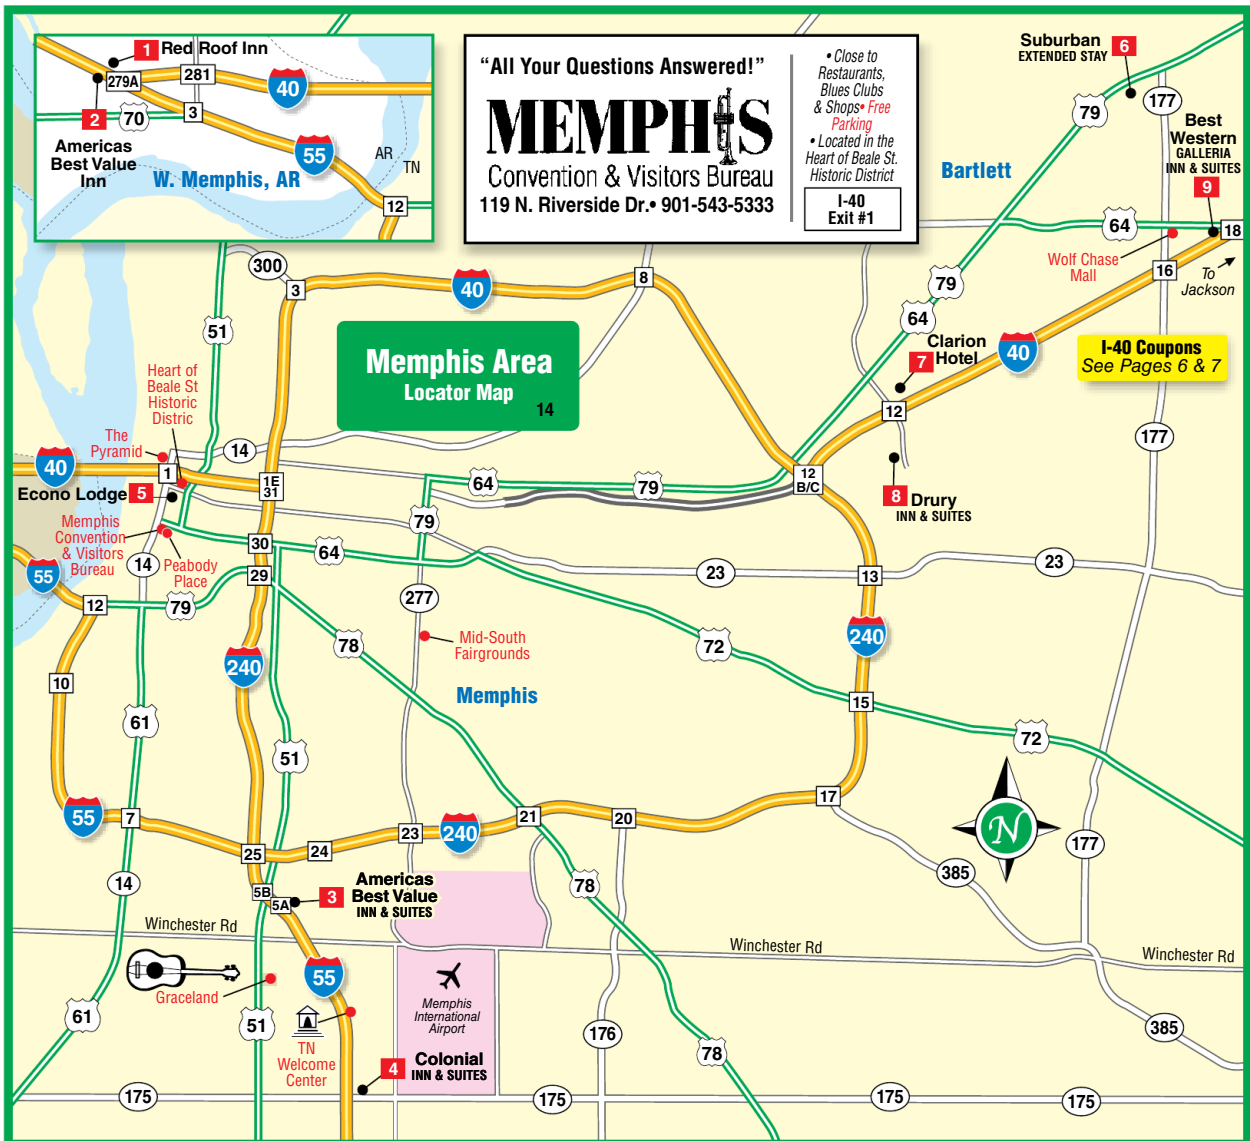 1 Red Roof Inn
279A
281
40
2
70
3
Americas
Best Value
Inn
55
W. Memphis, AR
AR
TN
12
“All Your Questions Answered!”
MEMPHIS
Convention & Visitors Bureau
119 N. Riverside Dr.• 901-543-5333
• Close to
Restaurants,
Blues Clubs
& Shops• Free
Parking
• Located in the
Heart of Beale St.
Historic District
I-40
Exit #1
Suburban 6
EXTENDED STAY
79
177
Best
Western
GALLERIA
INN & SUITES
9
Bartlett
64
18
Wolf Chase
Mall
16
To
Jackson
300
3
40
8
79
64
51
Memphis Area
Locator Map
14
Clarion
7 Hotel
40
I-40 Coupons
See Pages 6 & 7
12
Heart of
Beale St
Historic
Distric
The
Pyramid
14
177
40
1
1E
31
64
79
12
B/C
Econo Lodge 5
8 Drury
INN & SUITES
Memphis
Convention
& Visitors
Bureau
79
30
64
14
Peabody
Place
23
13
23
55
29
12
79
277
78
Mid-South
Fairgrounds
72
240
240
10
Memphis
15
61
51
72
55
7
17
21
20
23
240
25
24
177
385
14
5B
5A
3 Americas
Best Value
INN & SUITES
78
Winchester Rd
Winchester Rd
Winchester Rd
Graceland
55
Memphis
International
Airport
61
51
TN
Welcome
Center
176
385
78
4 Colonial
INN & SUITES
175
175
175
175
N